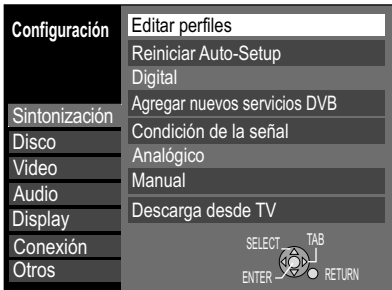 Configuración
Sintonización
Disco
Video
Audio
Display
Conexión
Otros
Editar perfiles
Reiniciar Auto-Setup
Digital
Agregar nuevos servicios DVB
Condición de la señal
Analógico
Manual
Descarga desde TV
SELECT TAB
ENTER RETURN